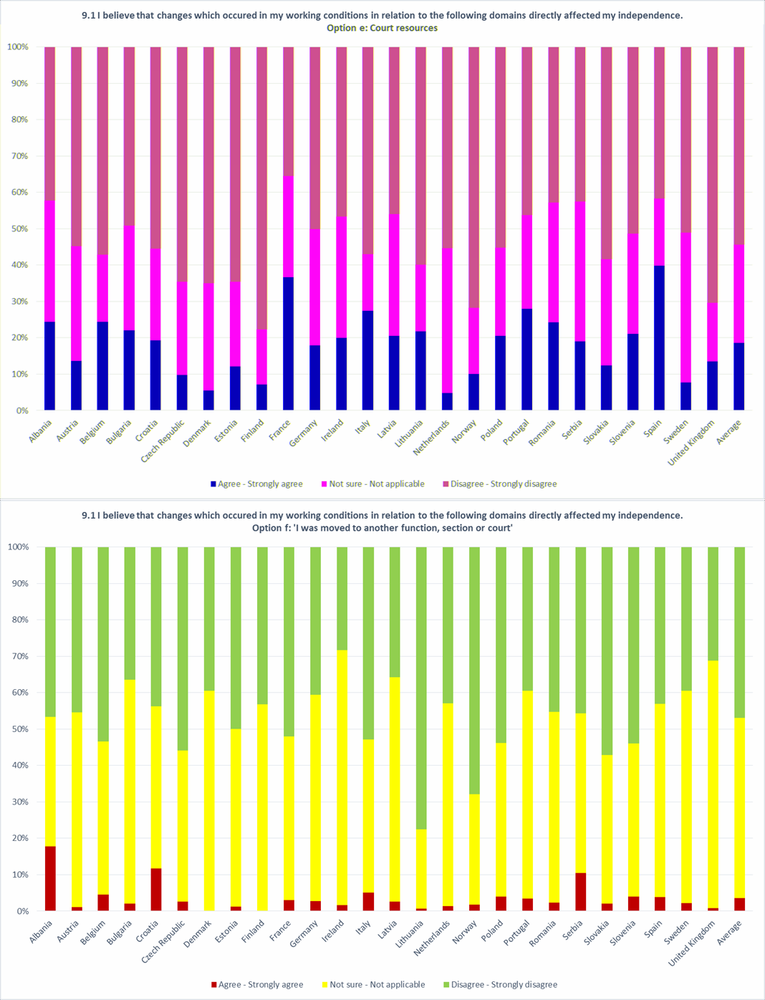 9.1 I believe that changes which occured in my working conditions in relation to the following domains directly affected my independence.
Option e: Court resources
100%
90%
80%
70%
60%
50%
40%
30%
20%
10%
0%
Albania
Austria
Belgium
Bulgaria
Croatia
Czech Republic
Denmark
Estonia
Finland
France
Germany
Ireland
Italy
Latvia
Lithuania
Netherlands
Norway
Poland
Portugal
Romania
Serbia
Slovakia
Slovenia
Spain
Sweden
United Kingdom
Average
Agree - Strongly agree
Not sure - Not applicable
Disagree - Strongly disagree
9.1 I believe that changes which occured in my working conditions in relation to the following domains directly affected my independence.
Option f: 'I was moved to another function, section or court'
100%
90%
80%
70%
60%
50%
40%
30%
20%
10%
0%
Albania
Austria
Belgium
Bulgaria
Croatia
Czech Republic
Denmark
Estonia
Finland
France
Germany
Ireland
Italy
Latvia
Lithuania
Netherlands
Norway
Poland
Portugal
Romania
Serbia
Slovakia
Slovenia
Spain
Sweden
United Kingdom
Average
Agree - Strongly agree
Not sure - Not applicable
Disagree - Strongly disagree